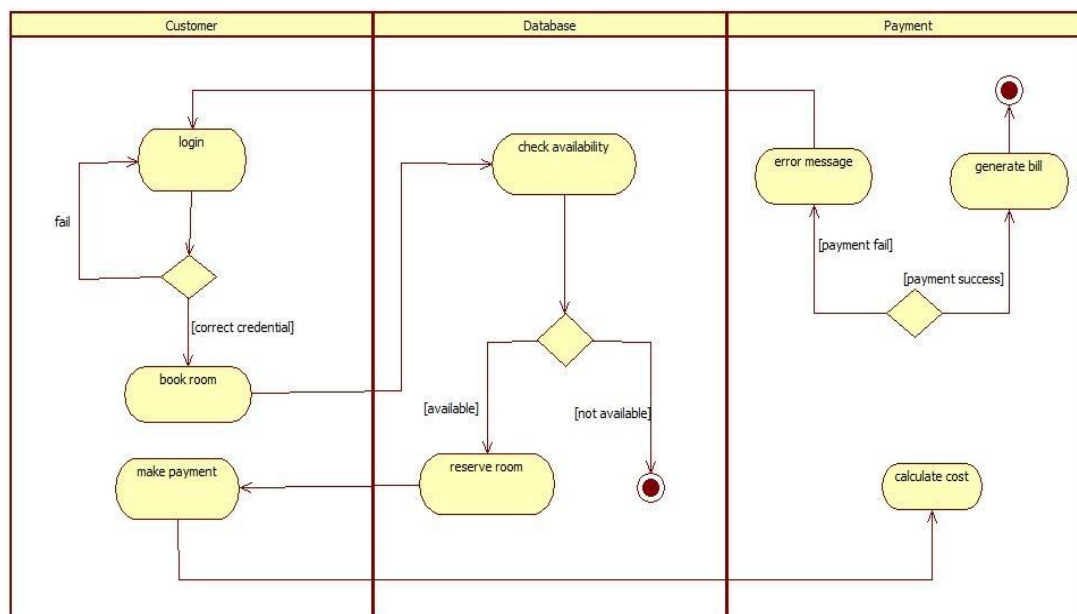 Customer
Database
Payment
login
check availability
error message
generate bill
fail
[payment fail]
[payment success]
[correct credential]
book room
[available]
[not available]
make payment
reserve room
calculate cost